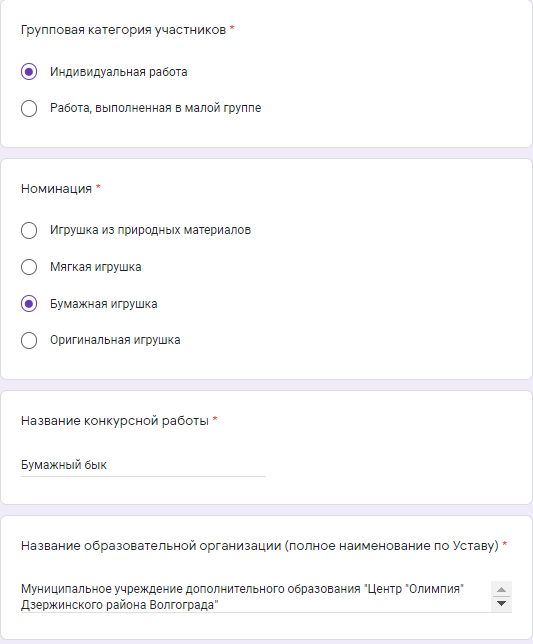 Групповая категория участников *
Индивидуальная работа
Работа, выполненная в малой группе
Номинация *
Игрушка из природных материалов
Мягкая игрушка
Бумажная игрушка
Оригинальная игрушка
Название конкурсной работы *
Бумажный бык
Название образовательной организации (полное наименование по Уставу) *
Муниципальное учреждение дополнительного образования "Центр "Олимпия"
Дзержинского района Волгограда"